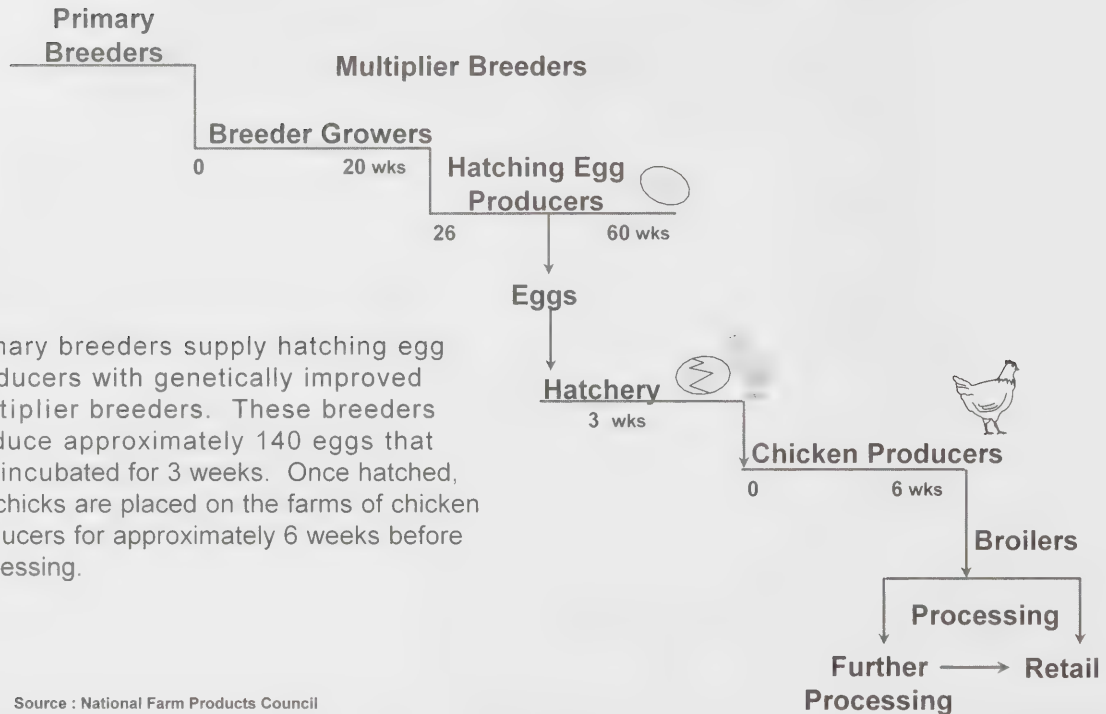 Primary
Breeders
Multiplier Breeders
Breeder Growers
0 20 wks
Hatching Egg
Producers
26 60 wks
Eggs
mary breeders supply hatching egg
ducers with genetically improved
tiplier breeders. These breeders
duce approximately 140 eggs that
incubated for 3 weeks. Once hatched,
chicks are placed on the farms of chicken
ucers for approximately 6 weeks before
essing.
Hatchery
3 wks
Chicken Producers
0 6 wks
Broilers
Processing
Further Retail
Processing
Source : National Farm Products Council